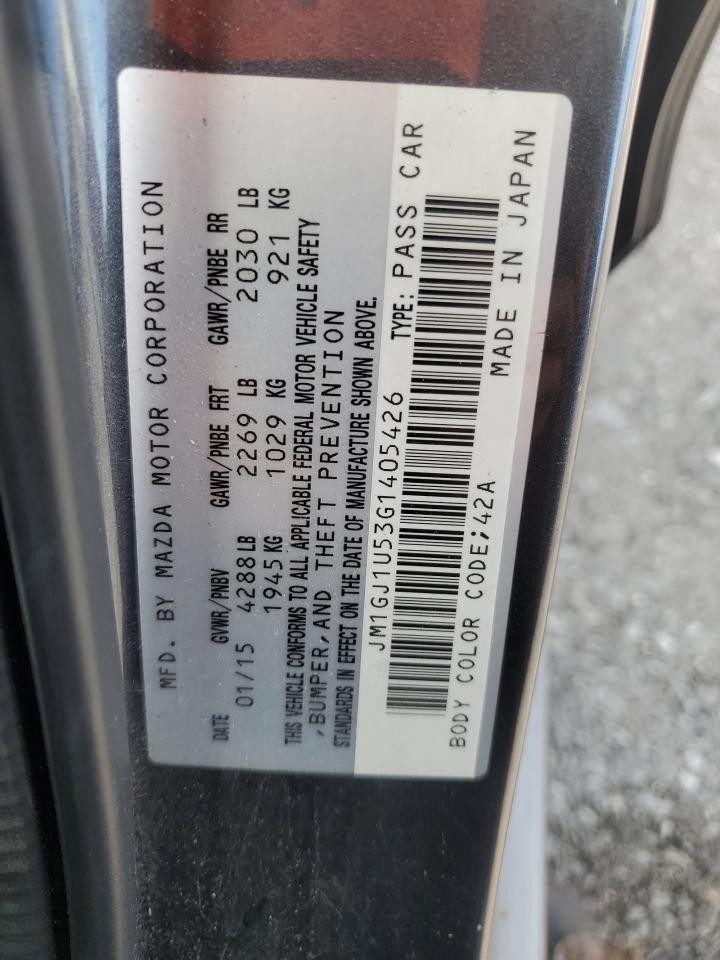 MFD. BY MAZDA MOTOR CORPORATION
DATE GVWR/PNBV GAWR/PNBE FRT GAWR/PNBE RR
01/15 4288LB 2269 LB 2030 LB
1945KG 1029 KG 921 KG
THIS VEHICLE CONFORMS TO ALL APPLICABLE FEDERAL MOTOR VEHICLE SAFETY
,BUMPER,AND THEFT PREVENTION
STANDARDS IN EFFECT ON THE DATE OF MANUFACTURE SHOWN ABOVE.
JM1GJ1U53G1405426 TYPE: PASS CAR
BODY COLOR CODE;42A MADE IN JAPAN